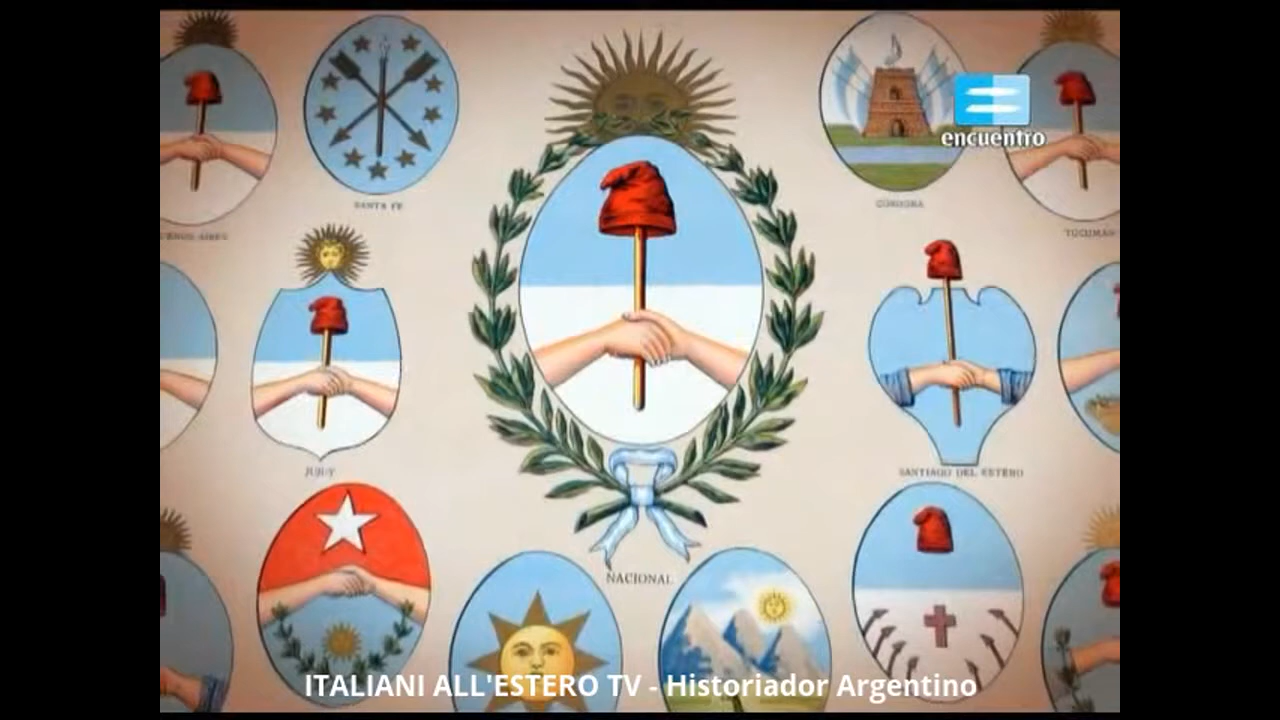 encuentro
SANTA FE
CÓRDOBA
BUENOS AIRES
TUCUMAN
JUJUY
SANTIAGO DEL ESTERO
NACIONAL
ITALIANI ALL'ESTERO TV - Historiador Argentino